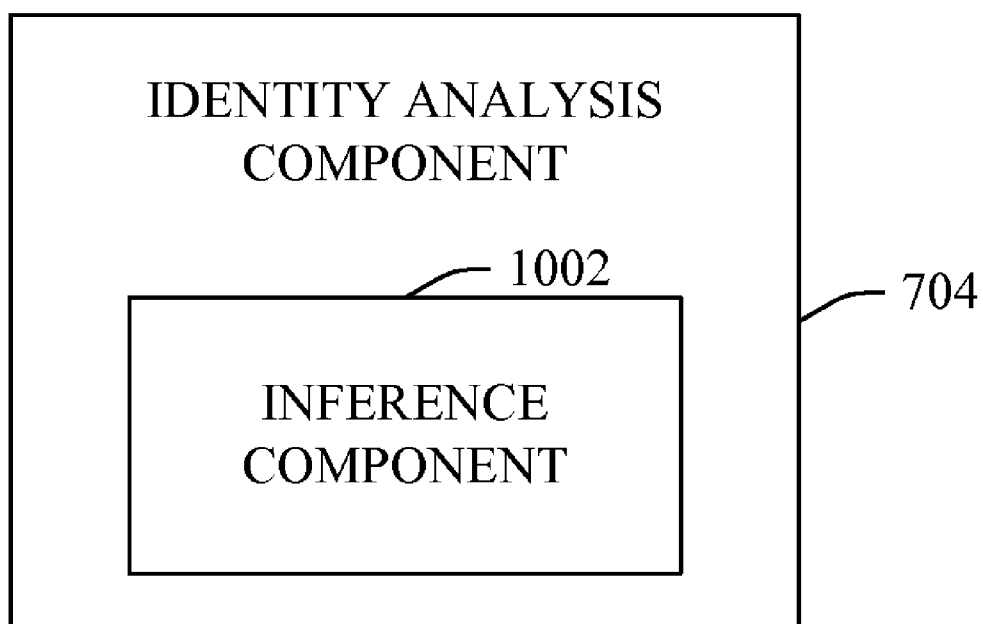 IDENTITY ANALYSIS
COMPONENT
1002
704
INFERENCE
COMPONENT